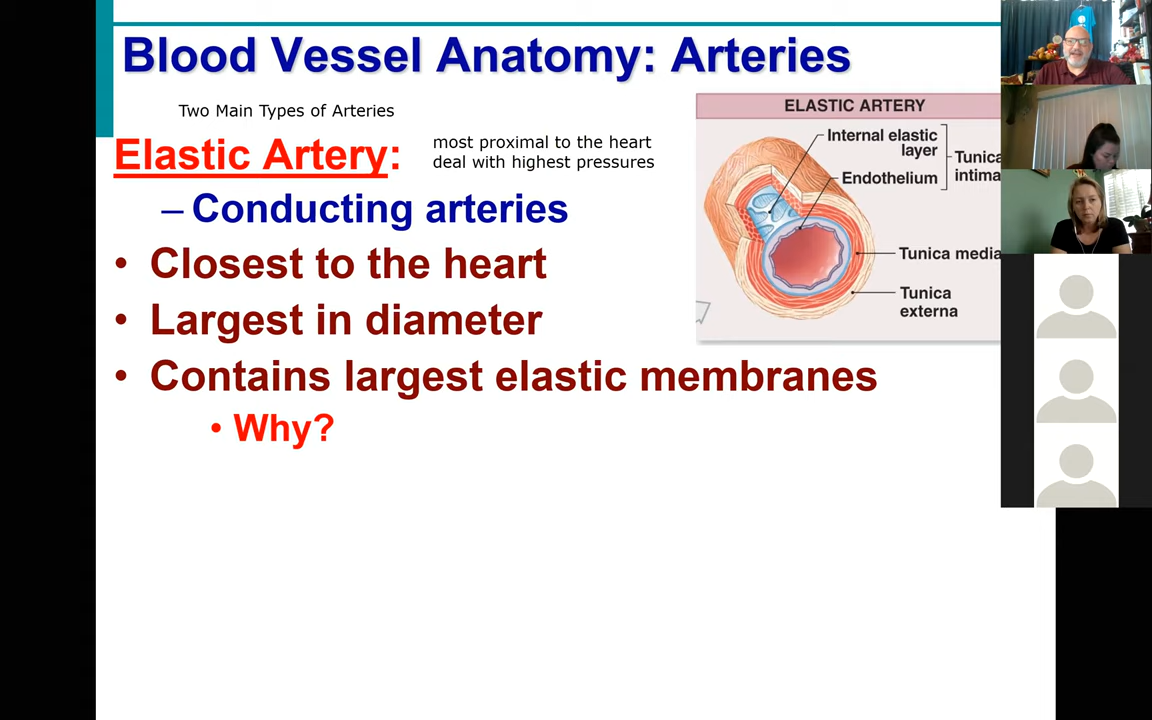 Blood Vessel Anatomy: Arteries
Two Main Types of Arteries
Elastic Artery:
most proximal to the heart
deal with highest pressures
– Conducting arteries
• Closest to the heart
• Largest in diameter
• Contains largest elastic membranes
• Why?
ELASTIC ARTERY
Internal elastic
layer
Endothelium
Tunica
intima
Tunica media
Tunica
externa